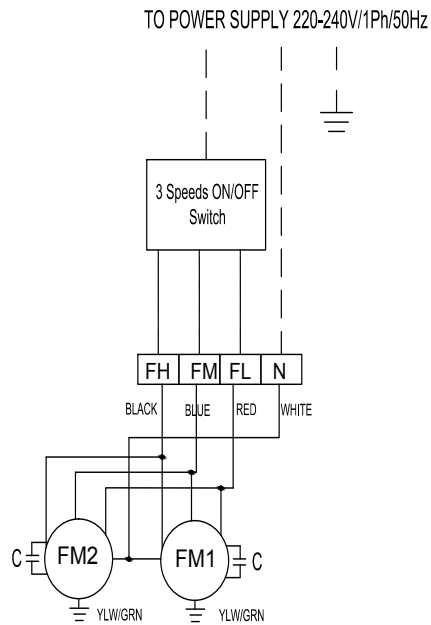 TO POWER SUPPLY 220-240V/1Ph/50Hz
3 Speeds ON/OFF
Switch
FH FM FL N
BLACK BLUE RED WHITE
C FM2 FM1 C
YLW/GRN YLW/GRN